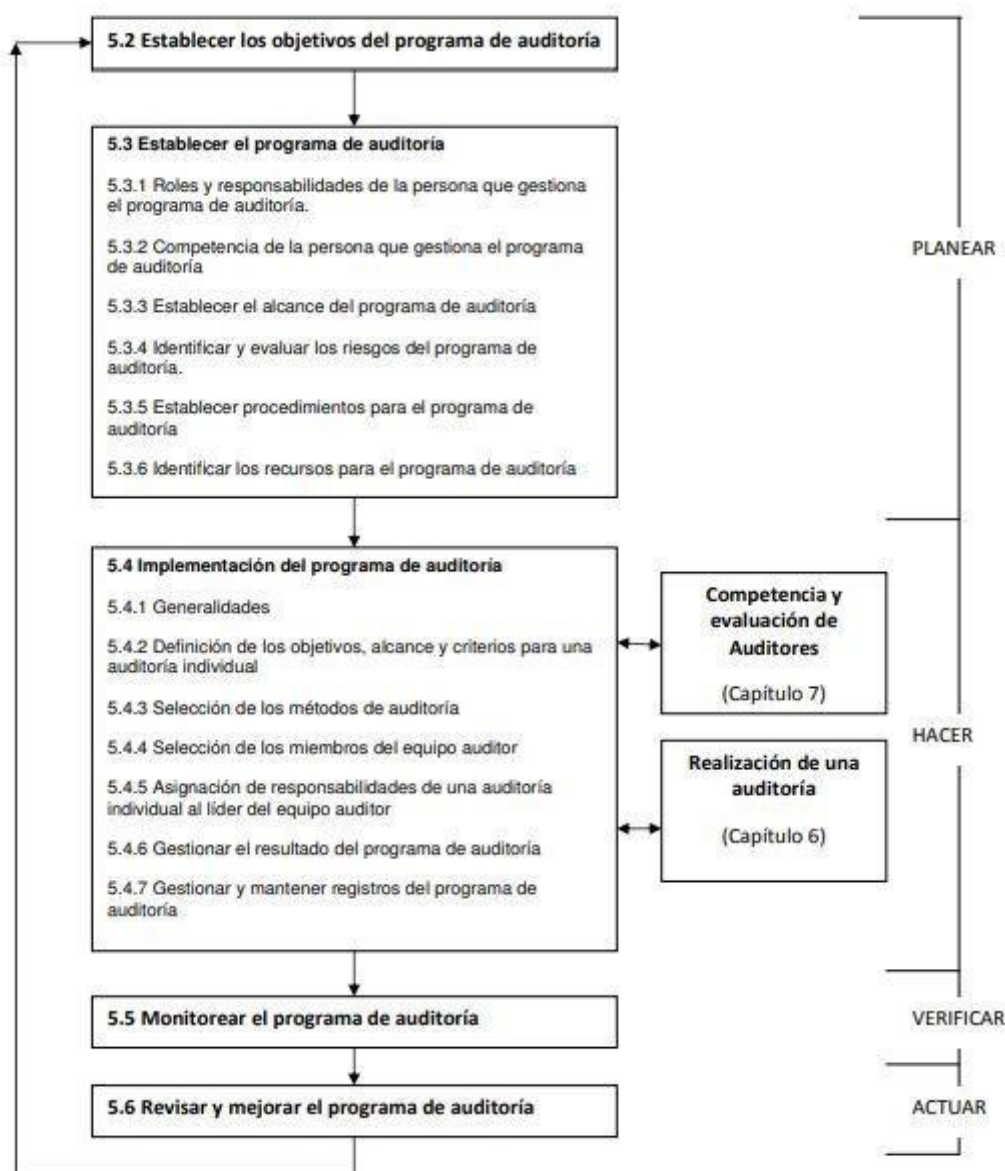 5.2 Establecer los objetivos del programa de auditoría
5.3 Establecer el programa de auditoría
5.3.1 Roles y responsabilidades de la persona que gestiona
el programa de auditoría.
5.3.2 Competencia de la persona que gestiona el programa
de auditoría
5.3.3 Establecer el alcance del programa de auditoría
5.3.4 Identificar y evaluar los riesgos del programa de
auditoría.
5.3.5 Establecer procedimientos para el programa de
auditoría
5.3.6 Identificar los recursos para el programa de auditoría
PLANEAR
5.4 Implementación del programa de auditoría
5.4.1 Generalidades
5.4.2 Definición de los objetivos, alcance y criterios para una
auditoría individual
5.4.3 Selección de los métodos de auditoría
5.4.4 Selección de los miembros del equipo auditor
5.4.5 Asignación de responsabilidades de una auditoría
individual al líder del equipo auditor
5.4.6 Gestionar el resultado del programa de auditoría
5.4.7 Gestionar y mantener registros del programa de
auditoría
Competencia y
evaluación de
Auditores
(Capítulo 7)
Realización de una
auditoría
(Capítulo 6)
HACER
5.5 Monitorear el programa de auditoría
VERIFICAR
5.6 Revisar y mejorar el programa de auditoría
ACTUAR